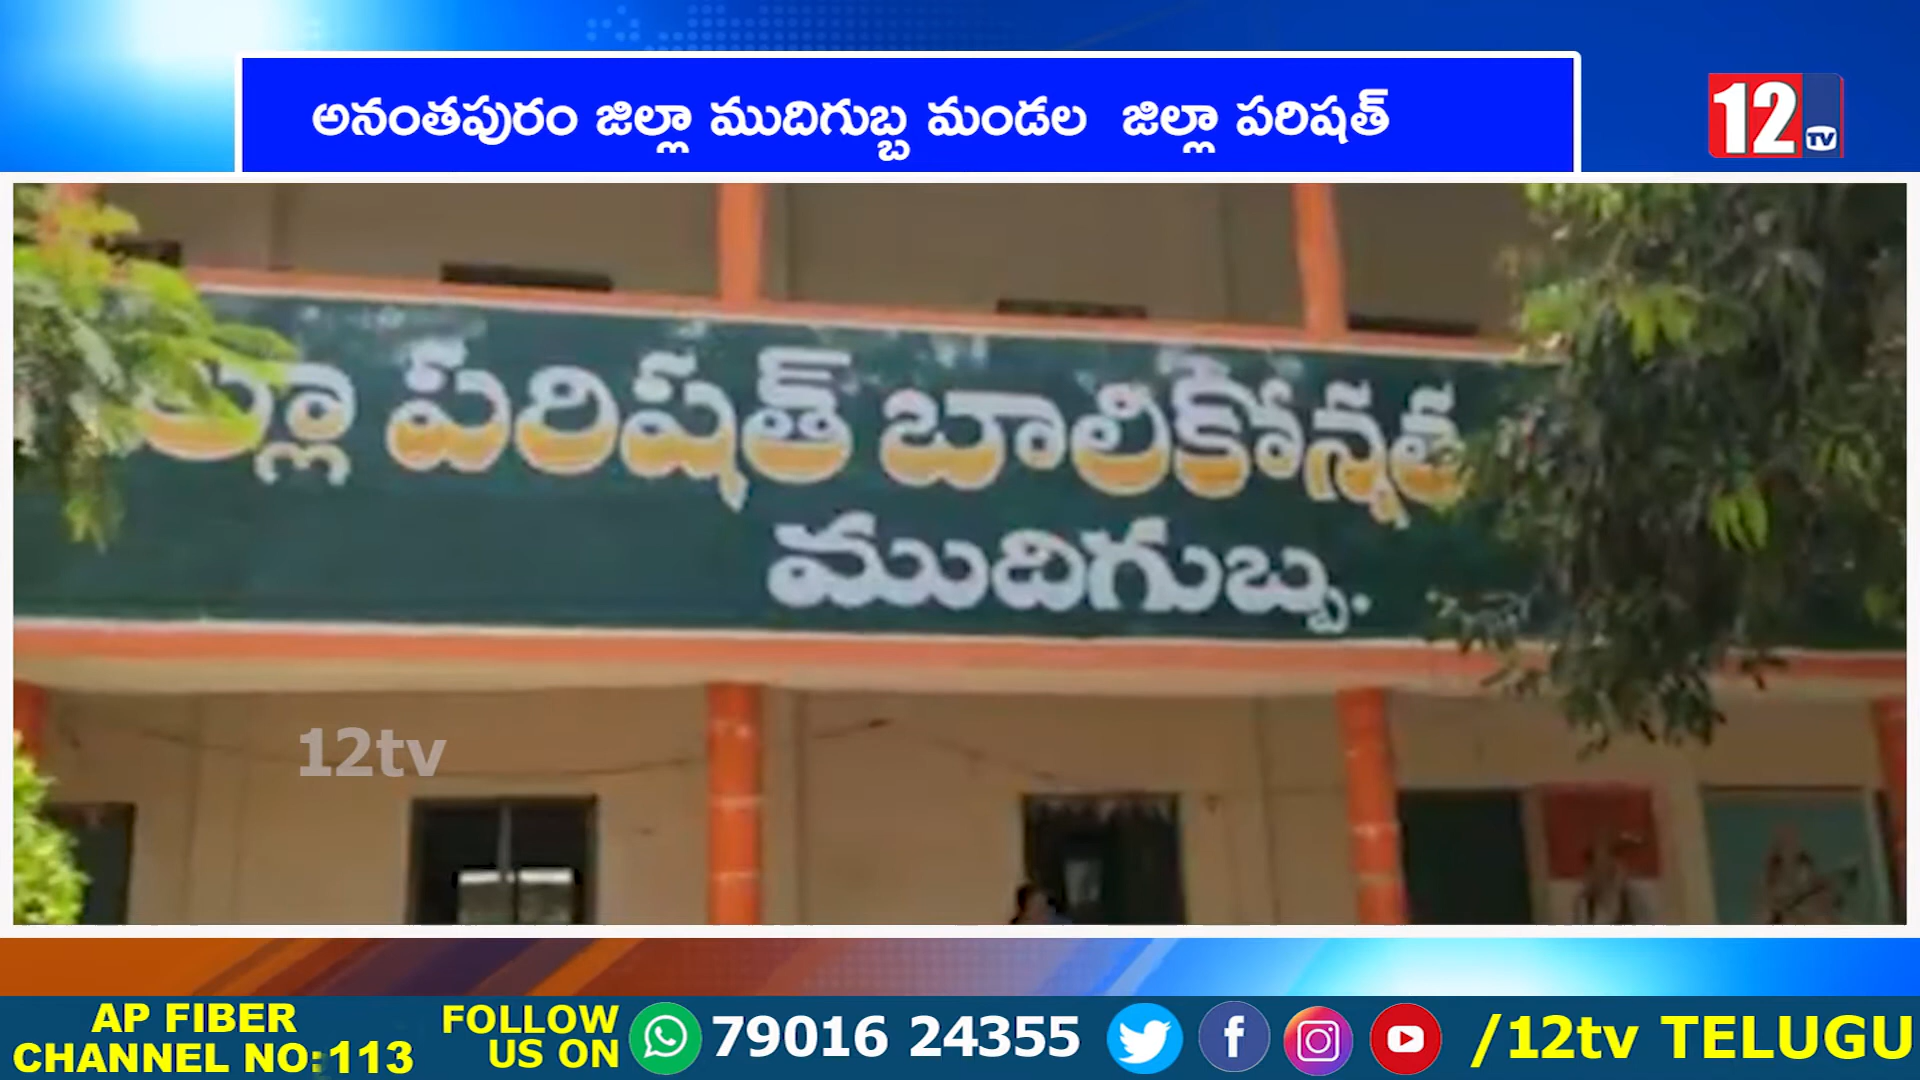 అనంతపురం జిల్లా ముదిగుబ్బ మండల జిల్లా పరిషత్
12 TV
ల్లా పరిషత్ బాలికోన్నత
ముదిగుబ్బ.
12tv
AP FIBER
CHANNEL NO:113
FOLLOW
US ON
79016 24355
/12tv TELUGU